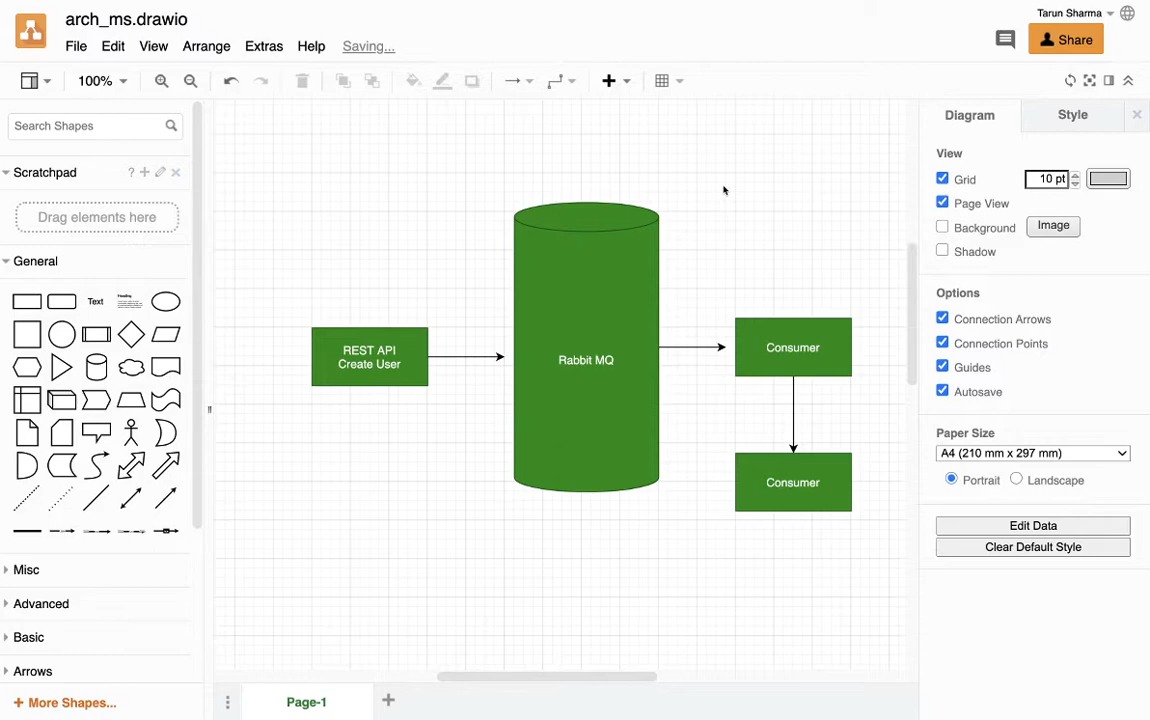 arch_ms.drawio
Tarun Sharma
File Edit View Arrange Extras Help Saving...
Share
100%
Search Shapes
Scratchpad
?
Drag elements here
General
Text
Heading
Misc
Advanced
Basic
Arrows
+ More Shapes...
REST API
Create User
Rabbit MQ
Consumer
Consumer
Page-1
Diagram
Style
View
Grid
10 pt
Page View
Background
Image
Shadow
Options
Connection Arrows
Connection Points
Guides
Autosave
Paper Size
A4 (210 mm x 297 mm)
Portrait
Landscape
Edit Data
Clear Default Style